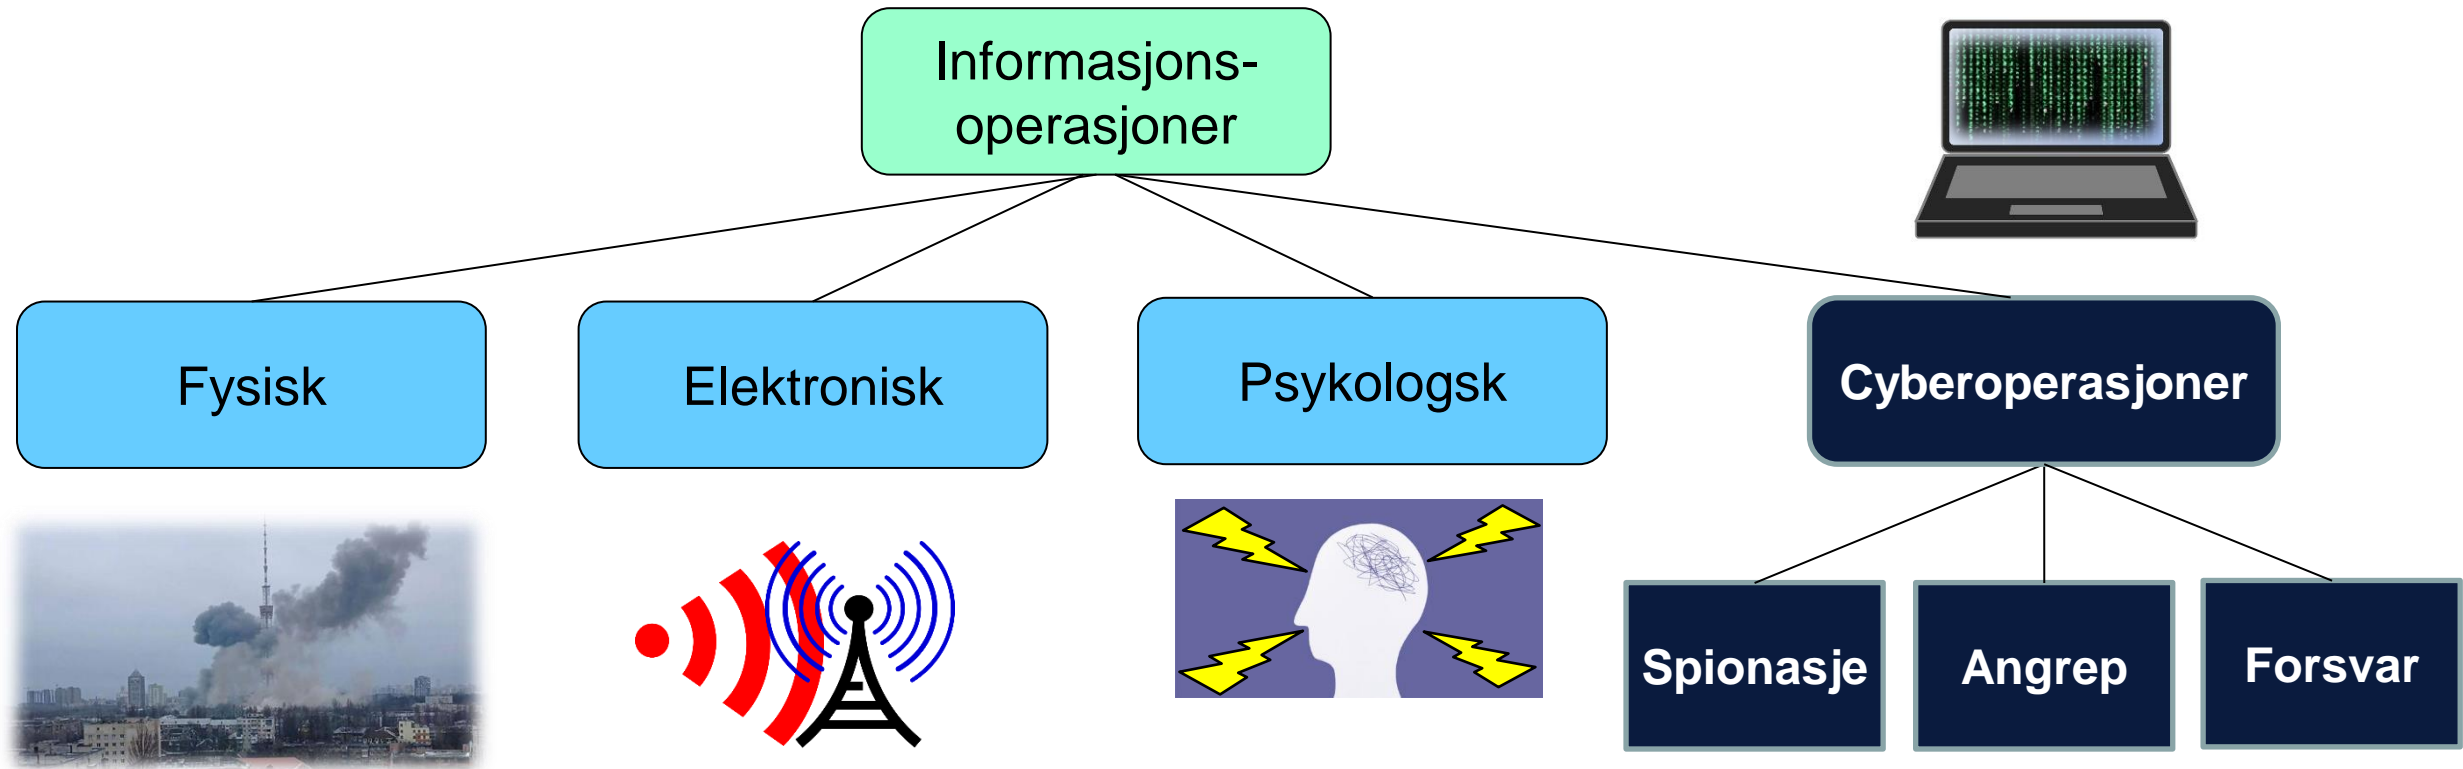 Informasjons-
operasjoner
Fysisk
Elektronisk
Psykologsk
Cyberoperasjoner
Spionasje
Angrep
Forsvar